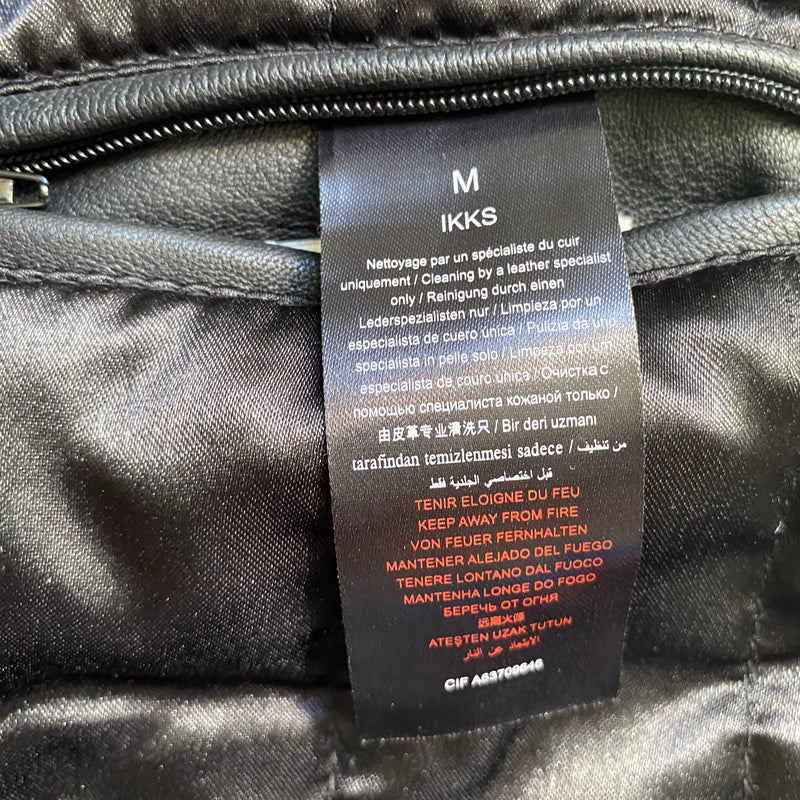 M
IKKS
Nettoyage par un spécialiste du cuir
uniquement / Cleaning by a leather specialist
only / Reinigung durch einen
Lederspezialisten nur / Limpieza por un
especialista de cuero única / Pulizia da uno
specialista in pelle solo / Limpeza por um
especialista de couro única / Очистка с
помощью специалиста кожаной только /
由皮革专业清洗只 / Bir deri uzmanı
tarafindan temizlenmesi sadece / من تنظيف
قبل اختصاصي الجلدية فقط
TENIR ELOIGNE DU FEU
KEEP AWAY FROM FIRE
VON FEUER FERNHALTEN
MANTENER ALEJADO DEL FUEGO
TENERE LONTANO DAL FUOCO
MANTENHA LONGE DO FOGO
БЕРЕЧЬ ОТ ОГНЯ
远离火源
ATEŞTEN UZAK TUTUN
الابتعاد عن النار
CIF A63709646